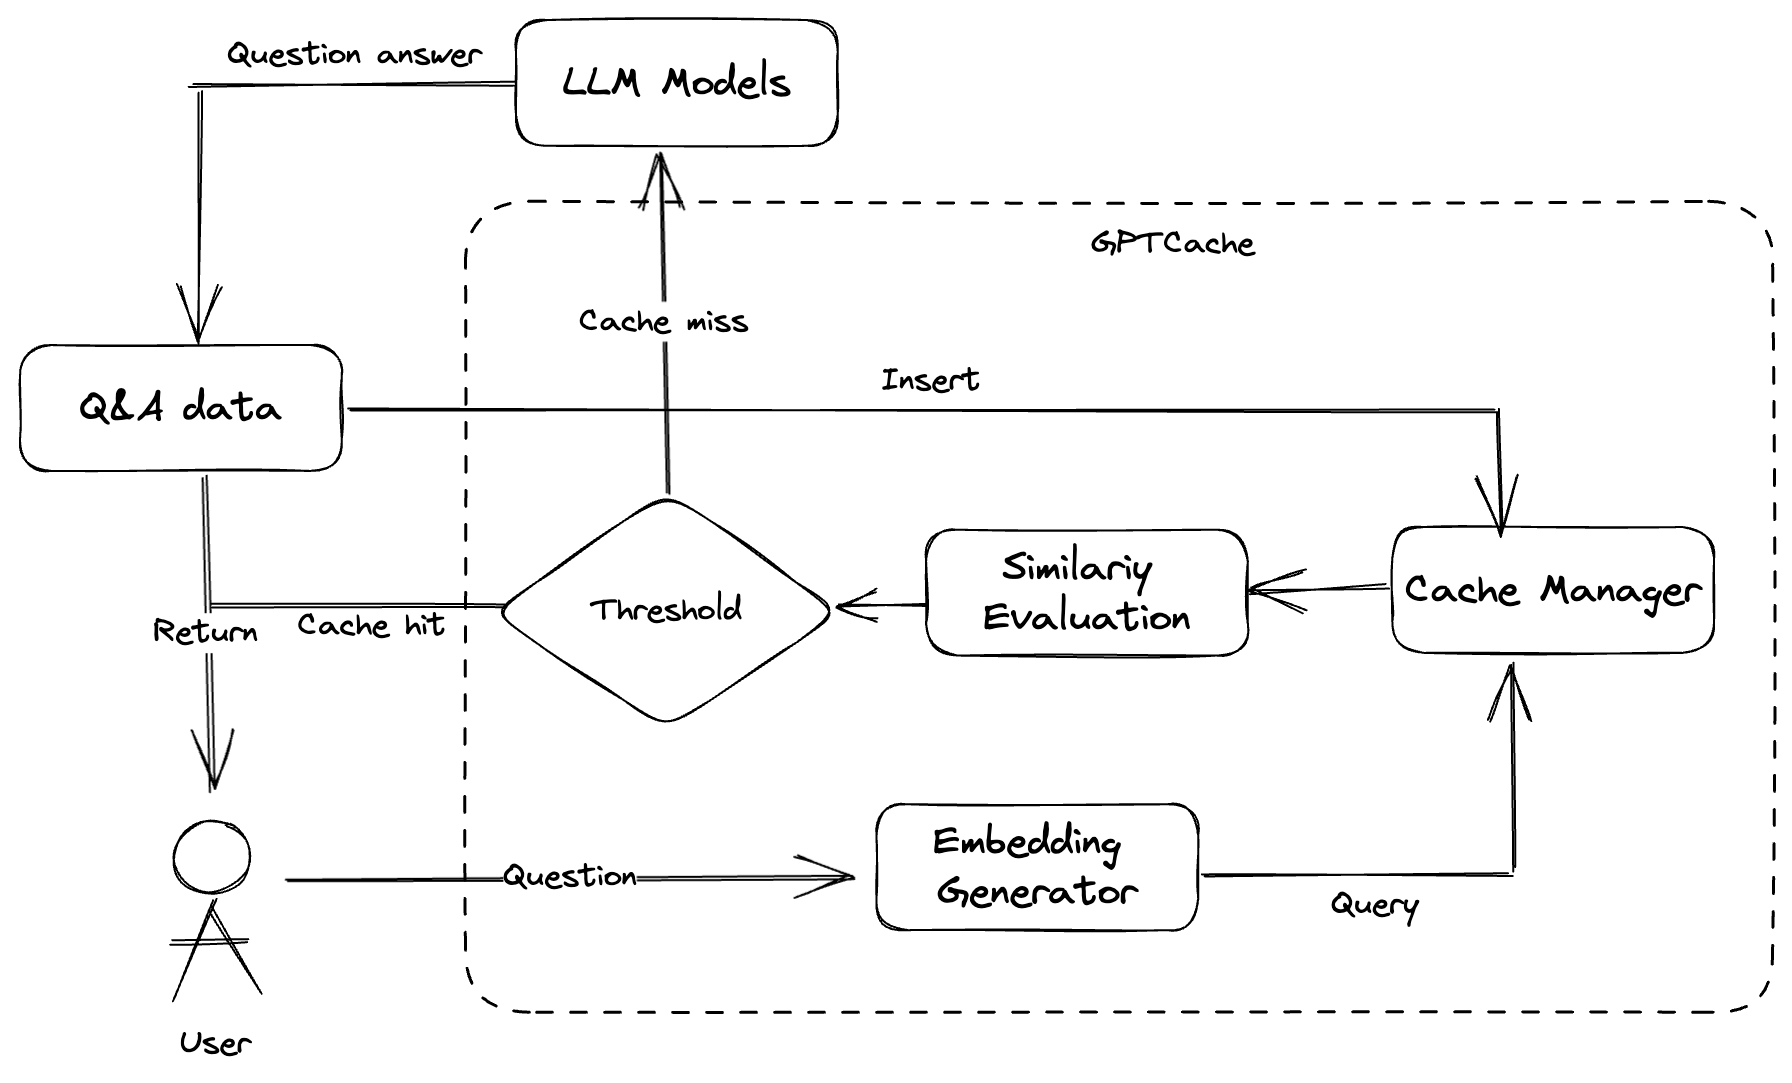 Question answer
LLM Models
GPTCache
Cache miss
Insert
Q&A data
Similariy
Evaluation
Cache Manager
Threshold
Return
Cache hit
Embedding
Generator
Question
Query
User